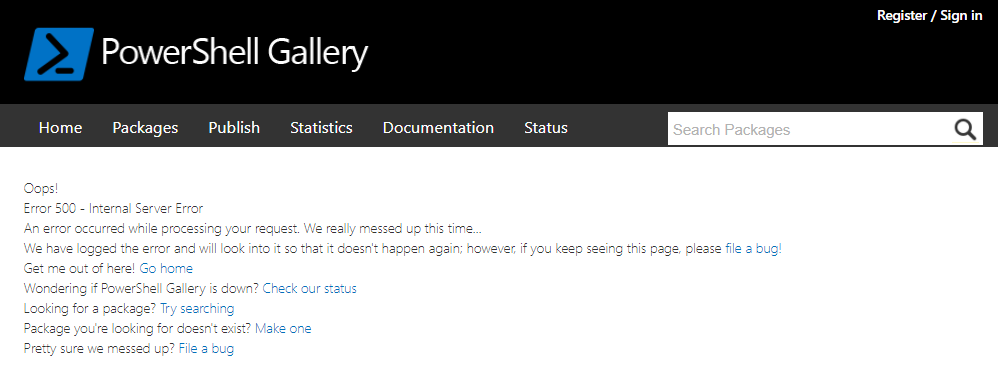 Register / Sign in
PowerShell Gallery
Home Packages Publish Statistics Documentation Status Search Packages
Oops!
Error 500 - Internal Server Error
An error occurred while processing your request. We really messed up this time...
We have logged the error and will look into it so that it doesn't happen again; however, if you keep seeing this page, please file a bug!
Get me out of here! Go home
Wondering if PowerShell Gallery is down? Check our status
Looking for a package? Try searching
Package you're looking for doesn't exist? Make one
Pretty sure we messed up? File a bug